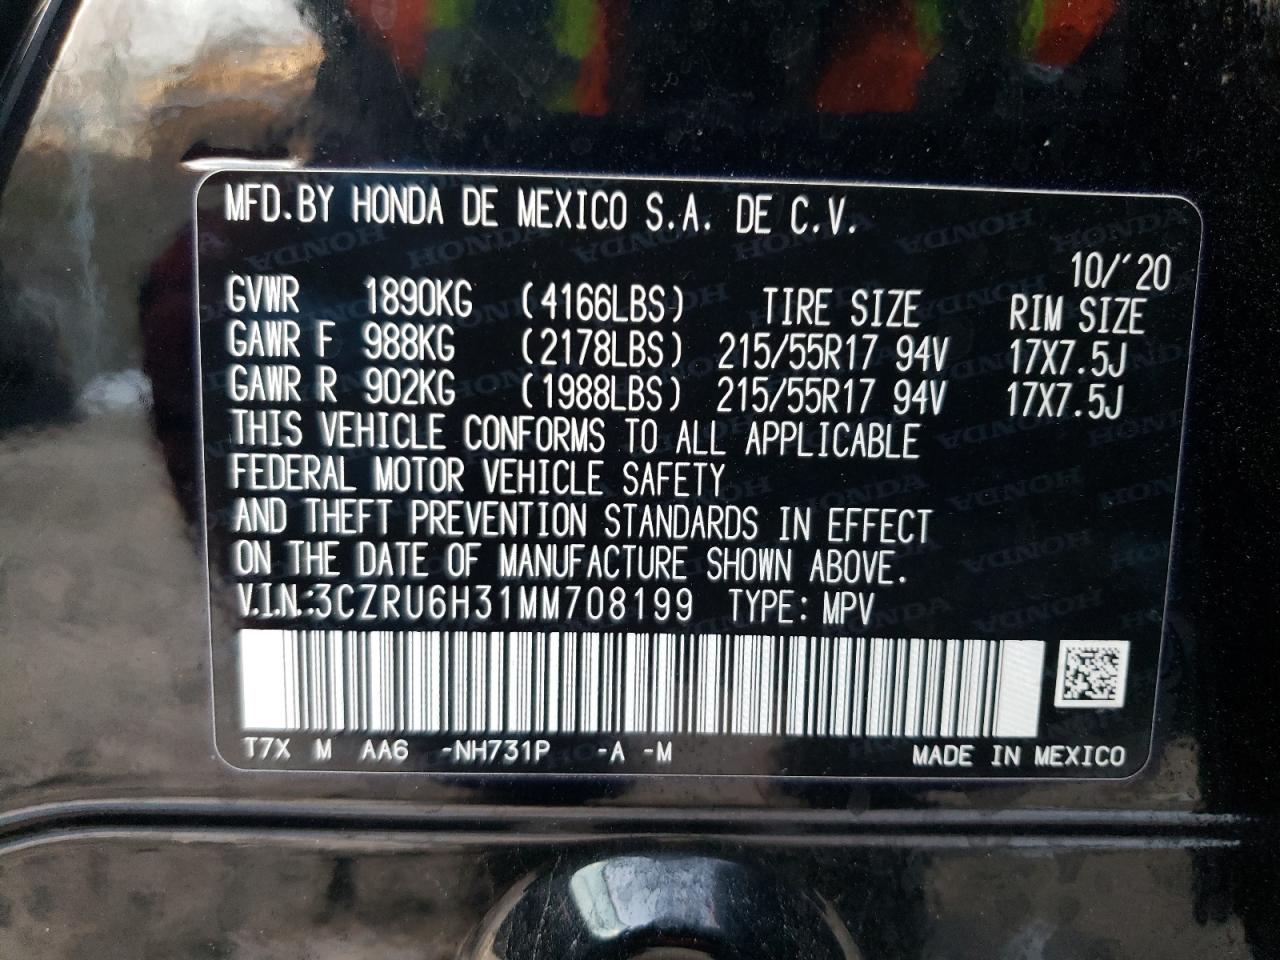 MFD. BY HONDA DE MEXICO S.A. DE C.V.
10/'20
GVWR 1890KG (4166LBS) TIRE SIZE RIM SIZE
GAWR F 988KG (2178LBS) 215/55R17 94V 17X7.5J
GAWR R 902KG (1988LBS) 215/55R17 94V 17X7.5J
THIS VEHICLE CONFORMS TO ALL APPLICABLE
FEDERAL MOTOR VEHICLE SAFETY
AND THEFT PREVENTION STANDARDS IN EFFECT
ON THE DATE OF MANUFACTURE SHOWN ABOVE.
V.I.N.:3CZRU6H31MM708199 TYPE: MPV
T7X M AA6 -NH731P -A -M MADE IN MEXICO